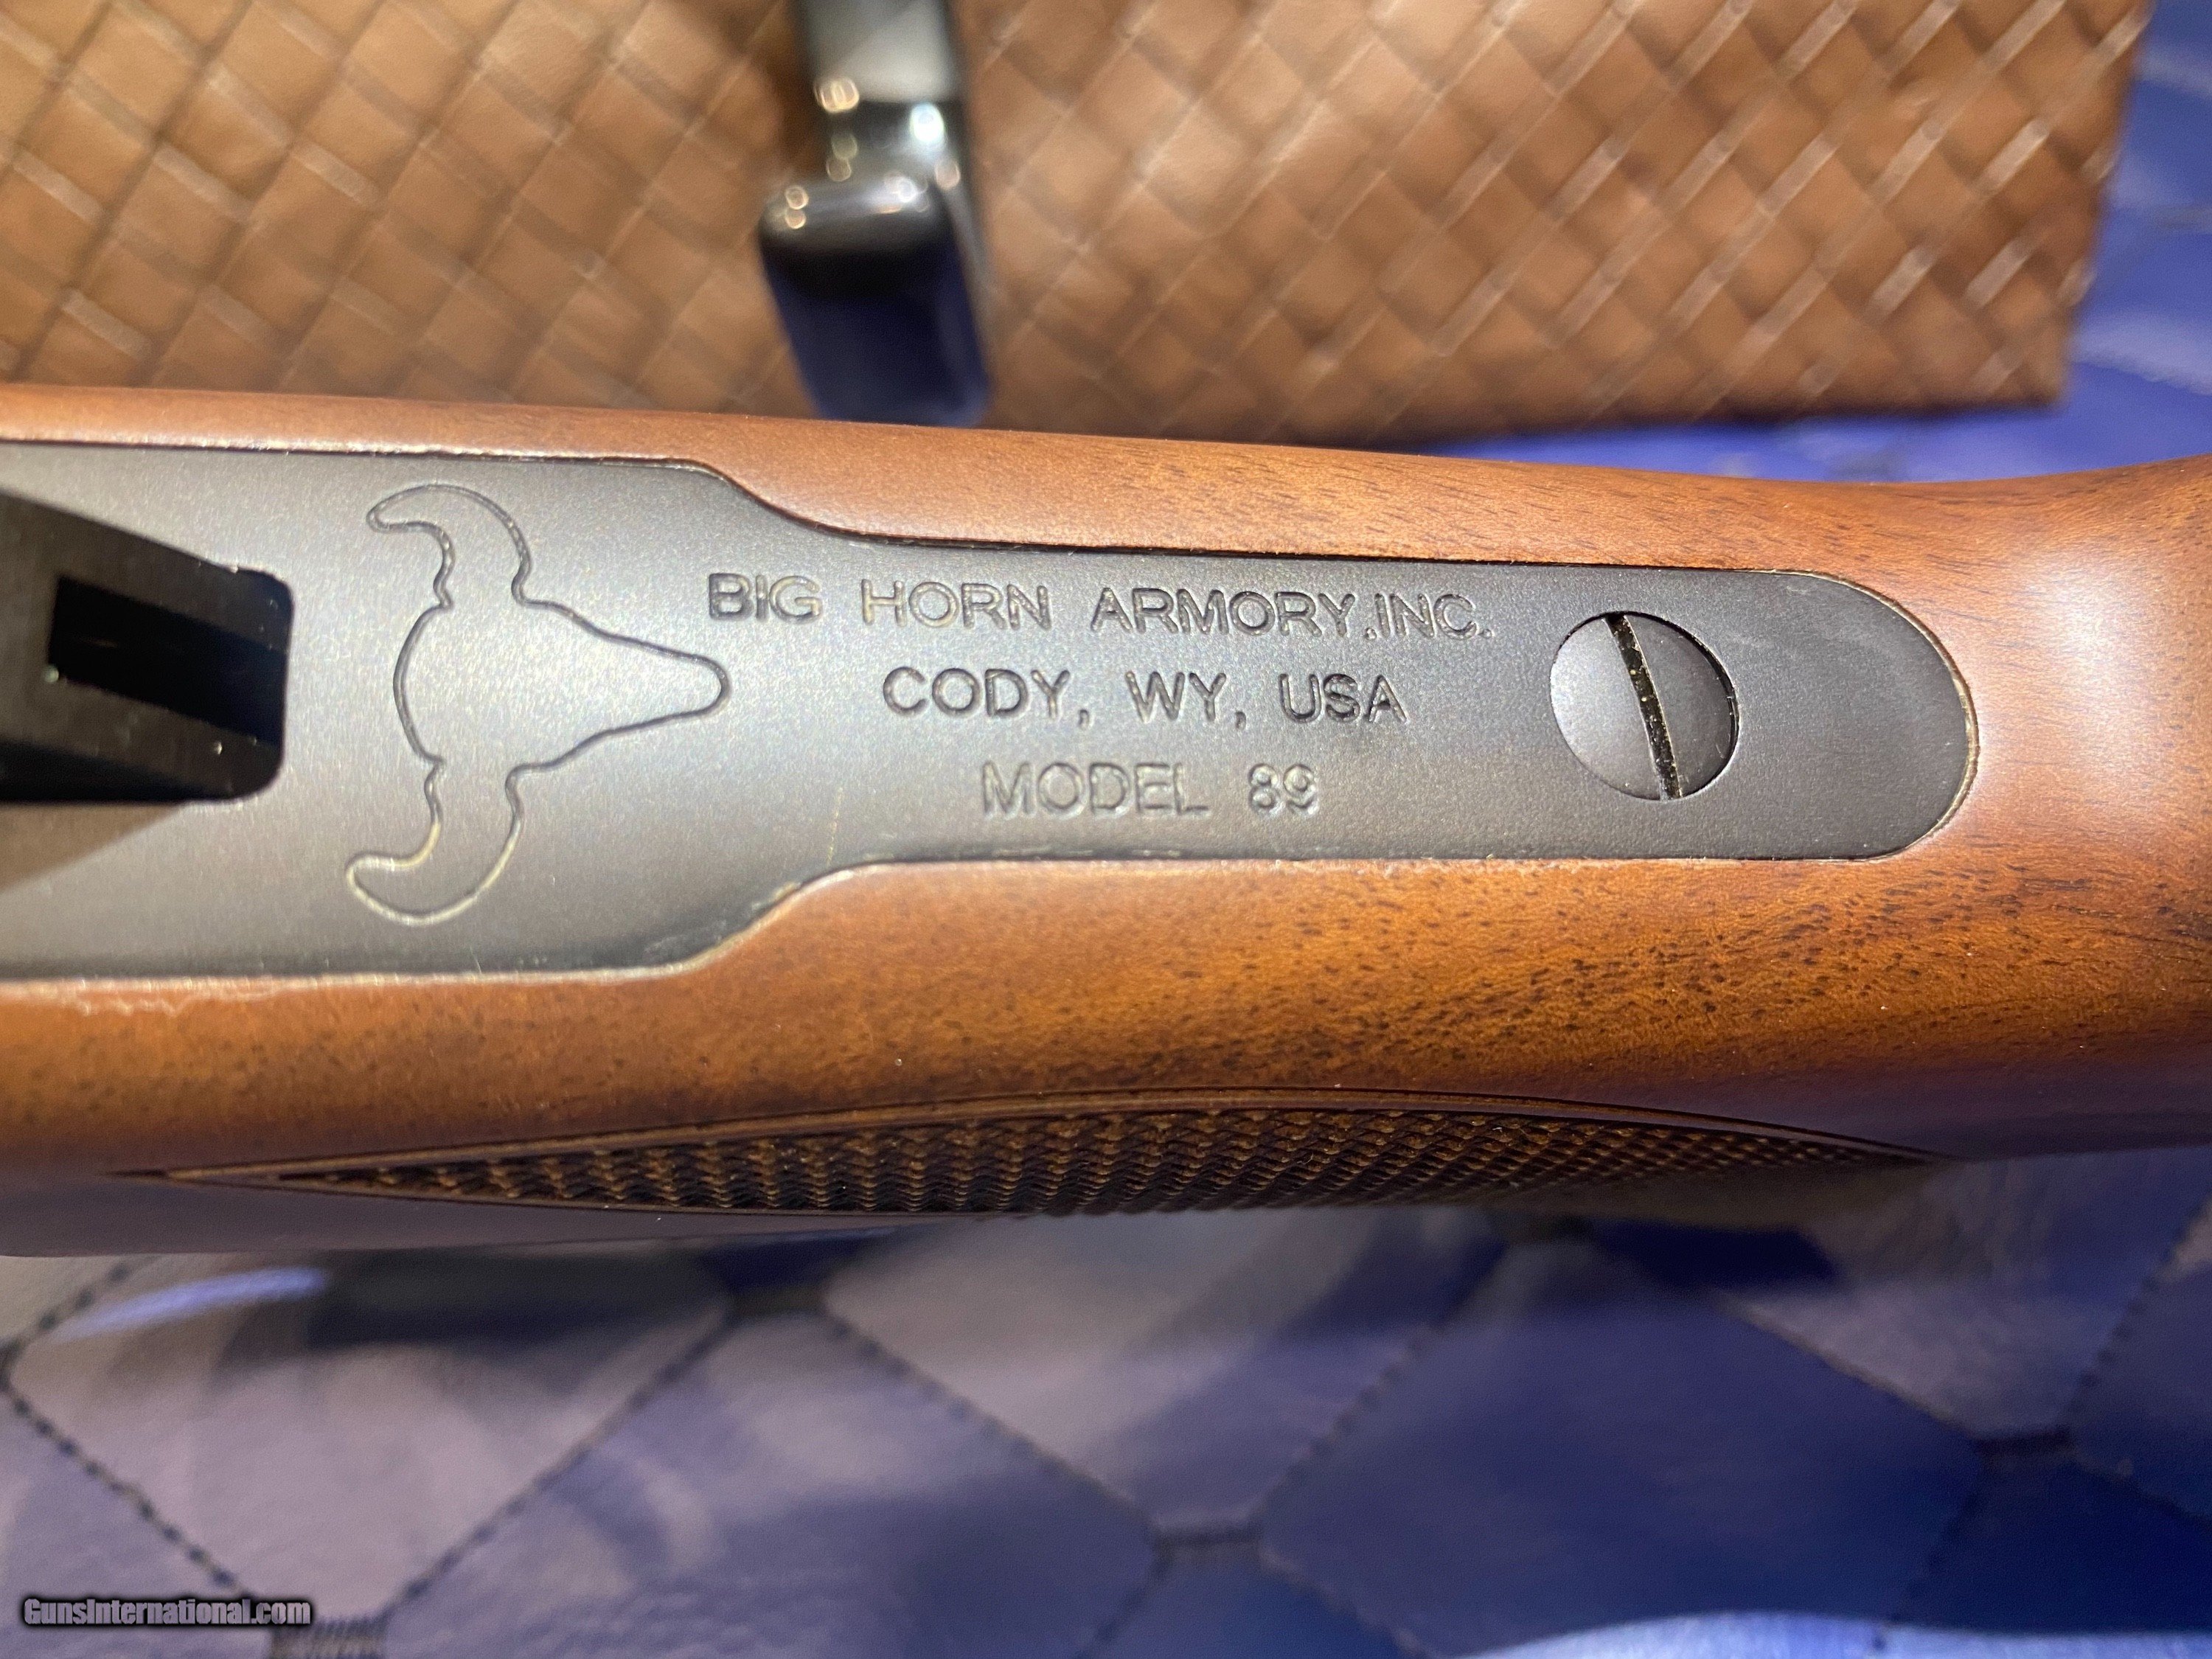 BIG HORN ARMORY,INC.
CODY, WY, USA
MODEL 89
GunsInternational.com